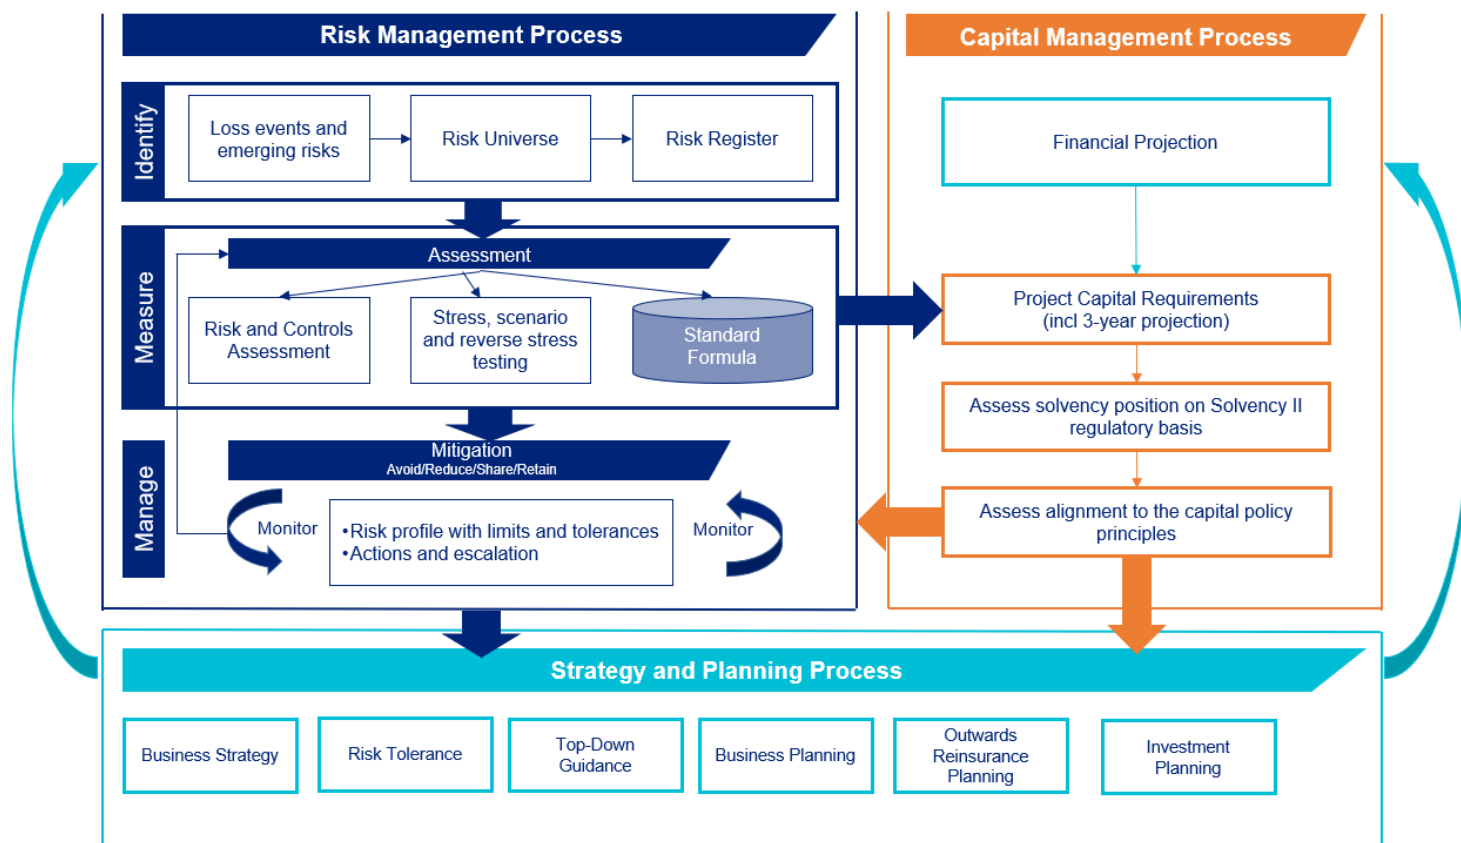 Risk Management Process
Capital Management Process
Identify
Loss events and
emerging risks
Risk Universe
Risk Register
Financial Projection
Measure
Assessment
Risk and Controls
Assessment
Stress, scenario
and reverse stress
testing
Standard
Formula
Project Capital Requirements
(incl 3-year projection)
Assess solvency position on Solvency II
regulatory basis
Manage
Mitigation
Avoid/Reduce/Share/Retain
Monitor
•Risk profile with limits and tolerances
•Actions and escalation
Monitor
Assess alignment to the capital policy
principles
Strategy and Planning Process
Business Strategy
Risk Tolerance
Top-Down
Guidance
Business Planning
Outwards
Reinsurance
Planning
Investment
Planning